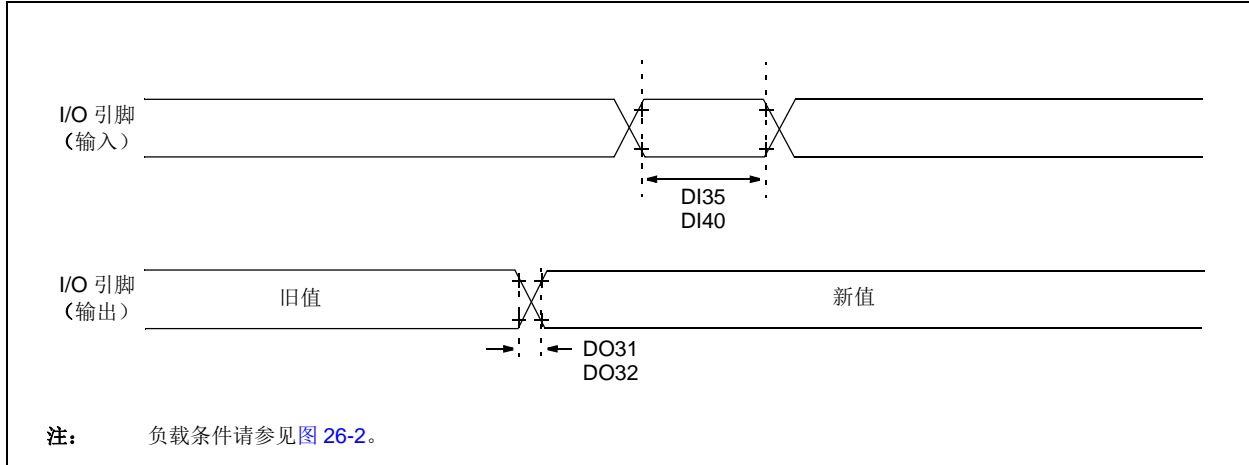 I/O 引脚
（输入）
DI35
DI40
I/O 引脚
（输出）
旧值
新值
DO31
DO32
注： 负载条件请参见图 26-2。